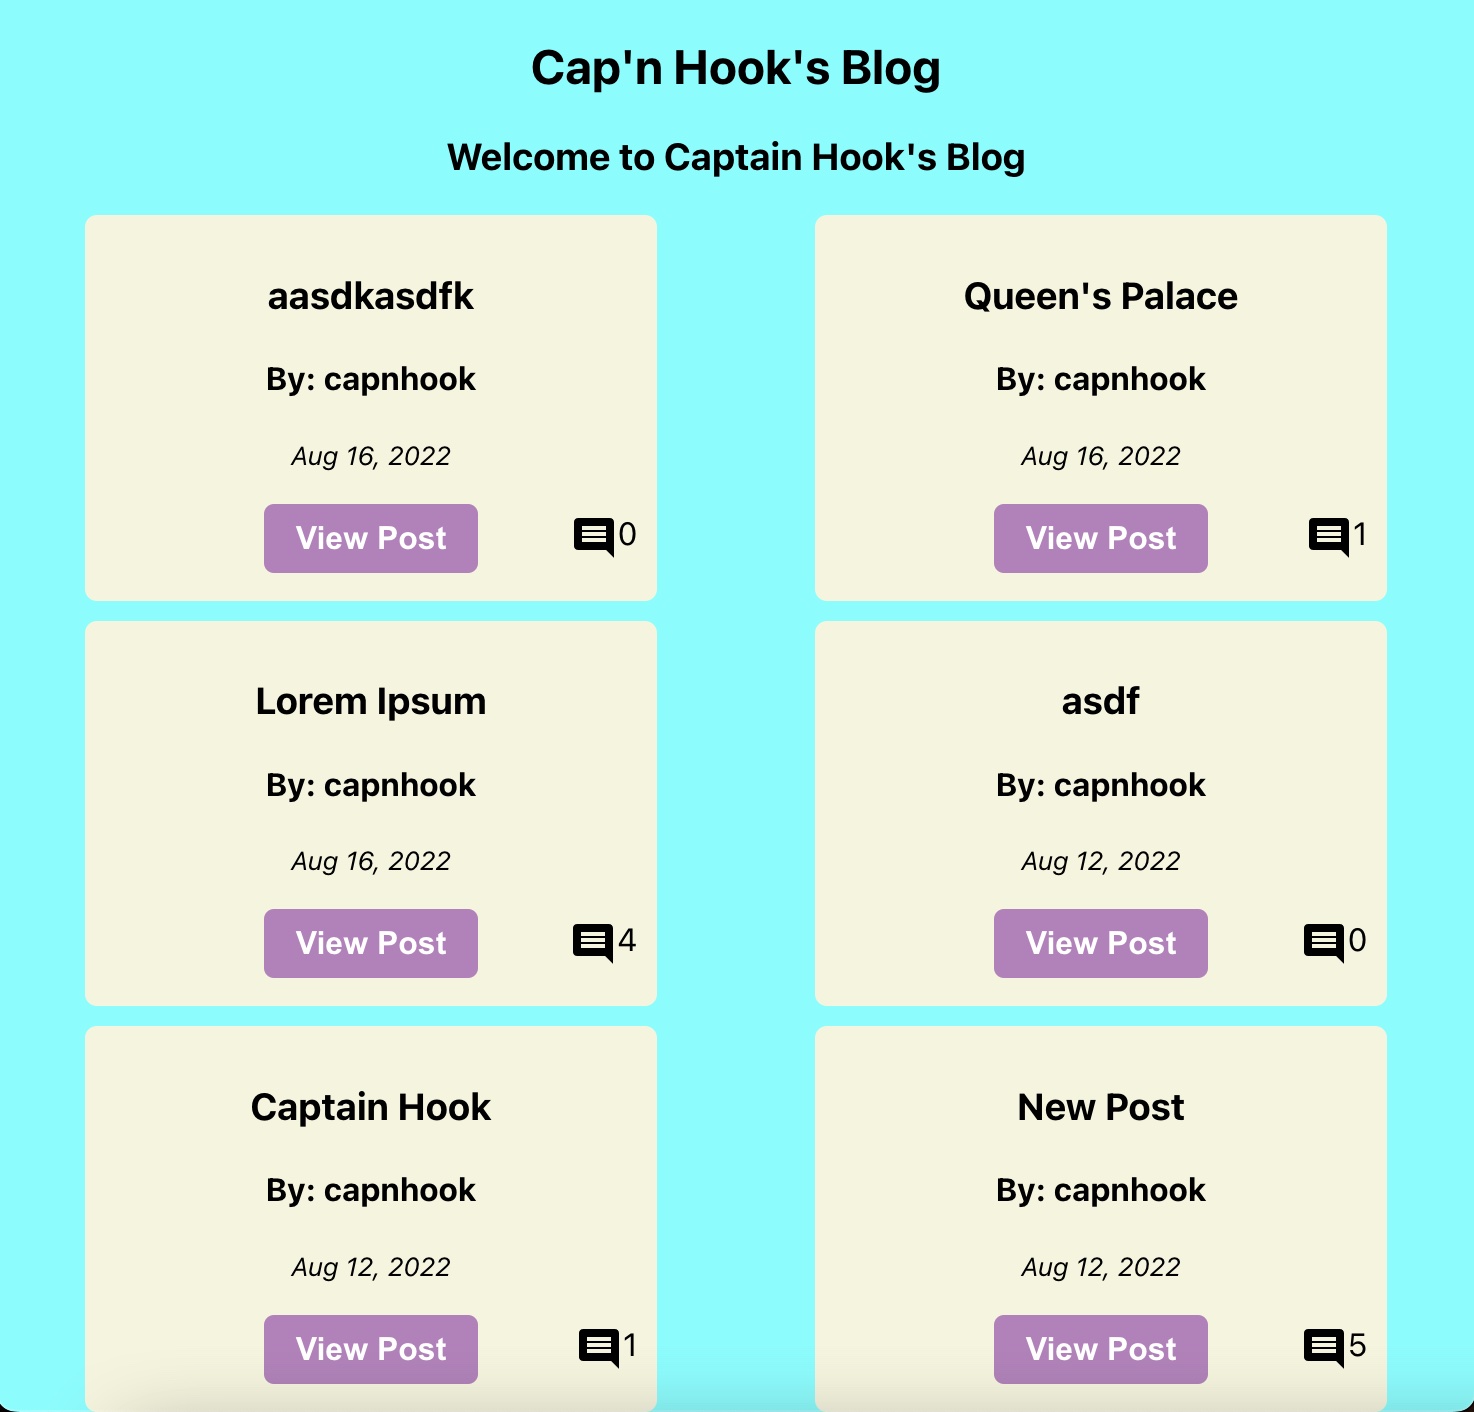 Cap'n Hook's Blog
Welcome to Captain Hook's Blog
aasdkasdfk
By: capnhook
Aug 16, 2022
View Post
0
Queen's Palace
By: capnhook
Aug 16, 2022
View Post
1
Lorem Ipsum
By: capnhook
Aug 16, 2022
View Post
4
asdf
By: capnhook
Aug 12, 2022
View Post
0
Captain Hook
By: capnhook
Aug 12, 2022
View Post
1
New Post
By: capnhook
Aug 12, 2022
View Post
5